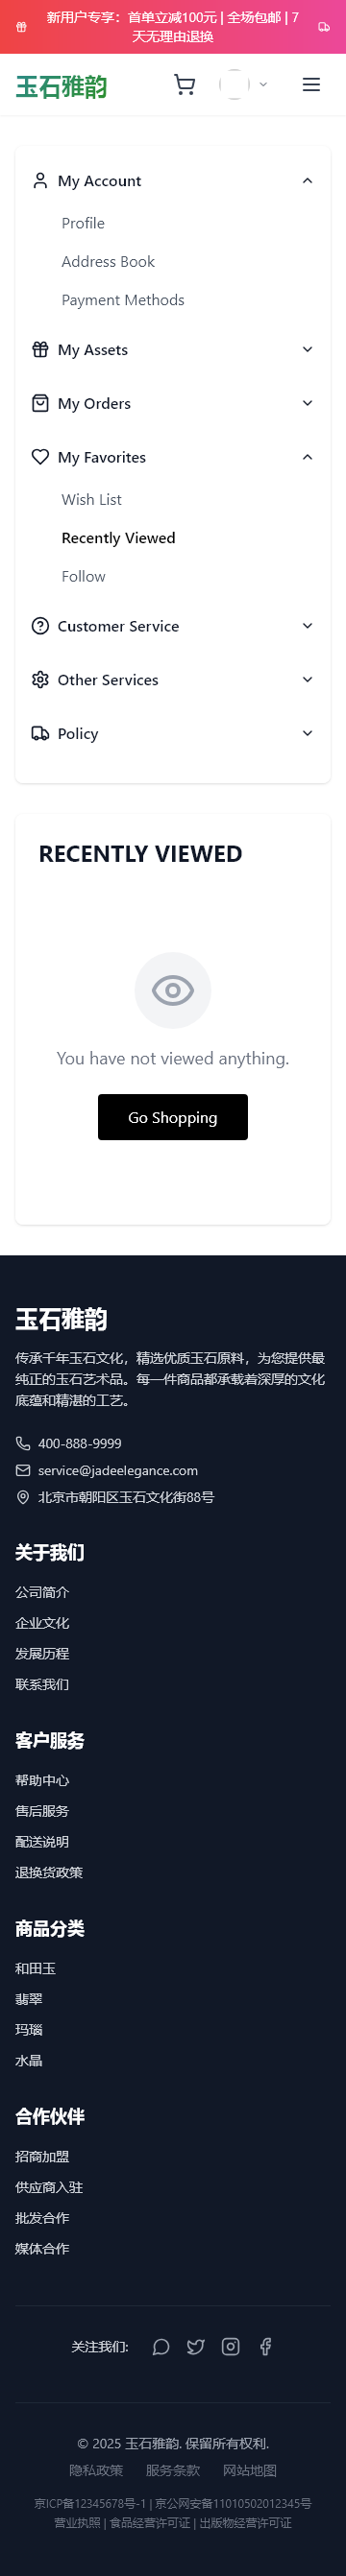 新用户专享：首单立减100元 | 全场包邮 | 7
天无理由退换
玉石雅韵
My Account
Profile
Address Book
Payment Methods
My Assets
My Orders
My Favorites
Wish List
Recently Viewed
Follow
Customer Service
Other Services
Policy
RECENTLY VIEWED
You have not viewed anything.
Go Shopping
玉石雅韵
传承千年玉石文化，精选优质玉石原料，为您提供最
优纯的玉石艺术品。每一件商品都承载着深厚的文化
底蕴和精湛的工艺。
400-888-9999
service@jadeelegance.com
北京市朝阳区玉石文化街88号
关于我们
公司简介
企业文化
发展历程
联系我们
客户服务
帮助中心
售后服务
配送说明
退换货政策
商品分类
和田玉
翡翠
玛瑙
水晶
合作伙伴
招商加盟
供应商入驻
批发合作
媒体合作
关注我们:
© 2025 玉石雅韵. 保留所有权利.
隐私政策
服务条款
网站地图
京ICP备12345678号-1 | 京公网安备11010502012345号
营业执照 | 食品经营许可证 | 出版物经营许可证